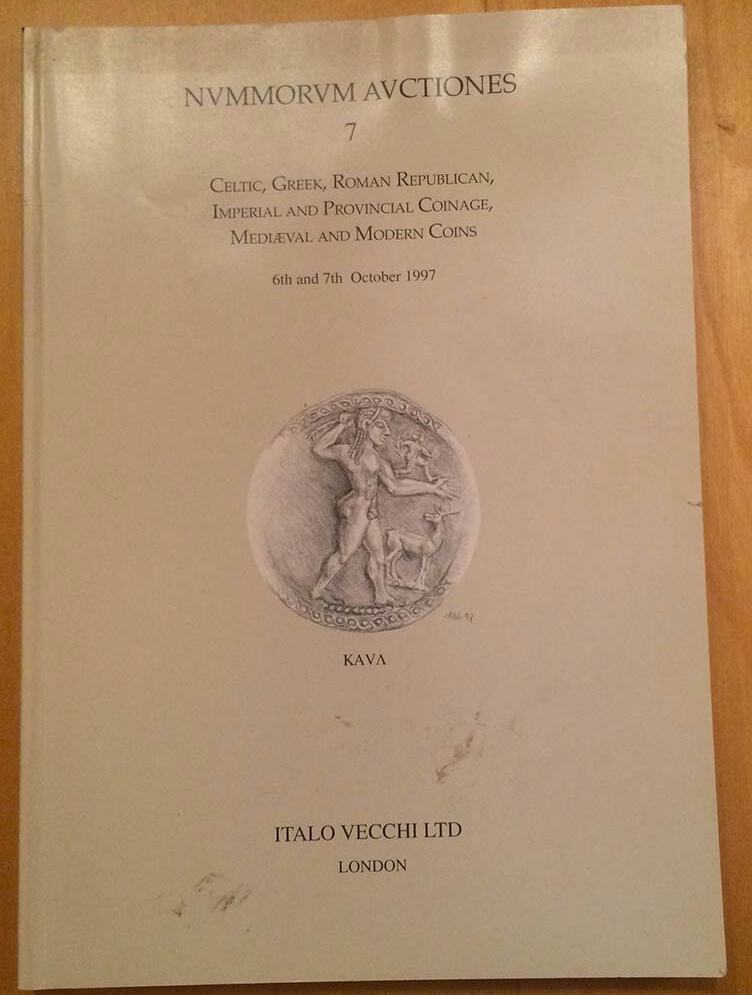 NVMMORVM AVCTIONES
7
CELTIC, GREEK, ROMAN REPUBLICAN,
IMPERIAL AND PROVINCIAL COINAGE,
MEDIÆVAL AND MODERN COINS
6th and 7th October 1997
KAVΛ
ITALO VECCHI LTD
LONDON